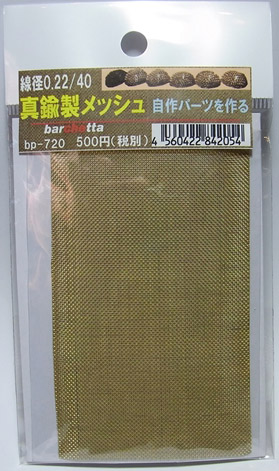 線径0.22/40
真鍮製メッシュ 自作パーツを作る
barchetta
bp-720 500円(税別)
4 560422 842054